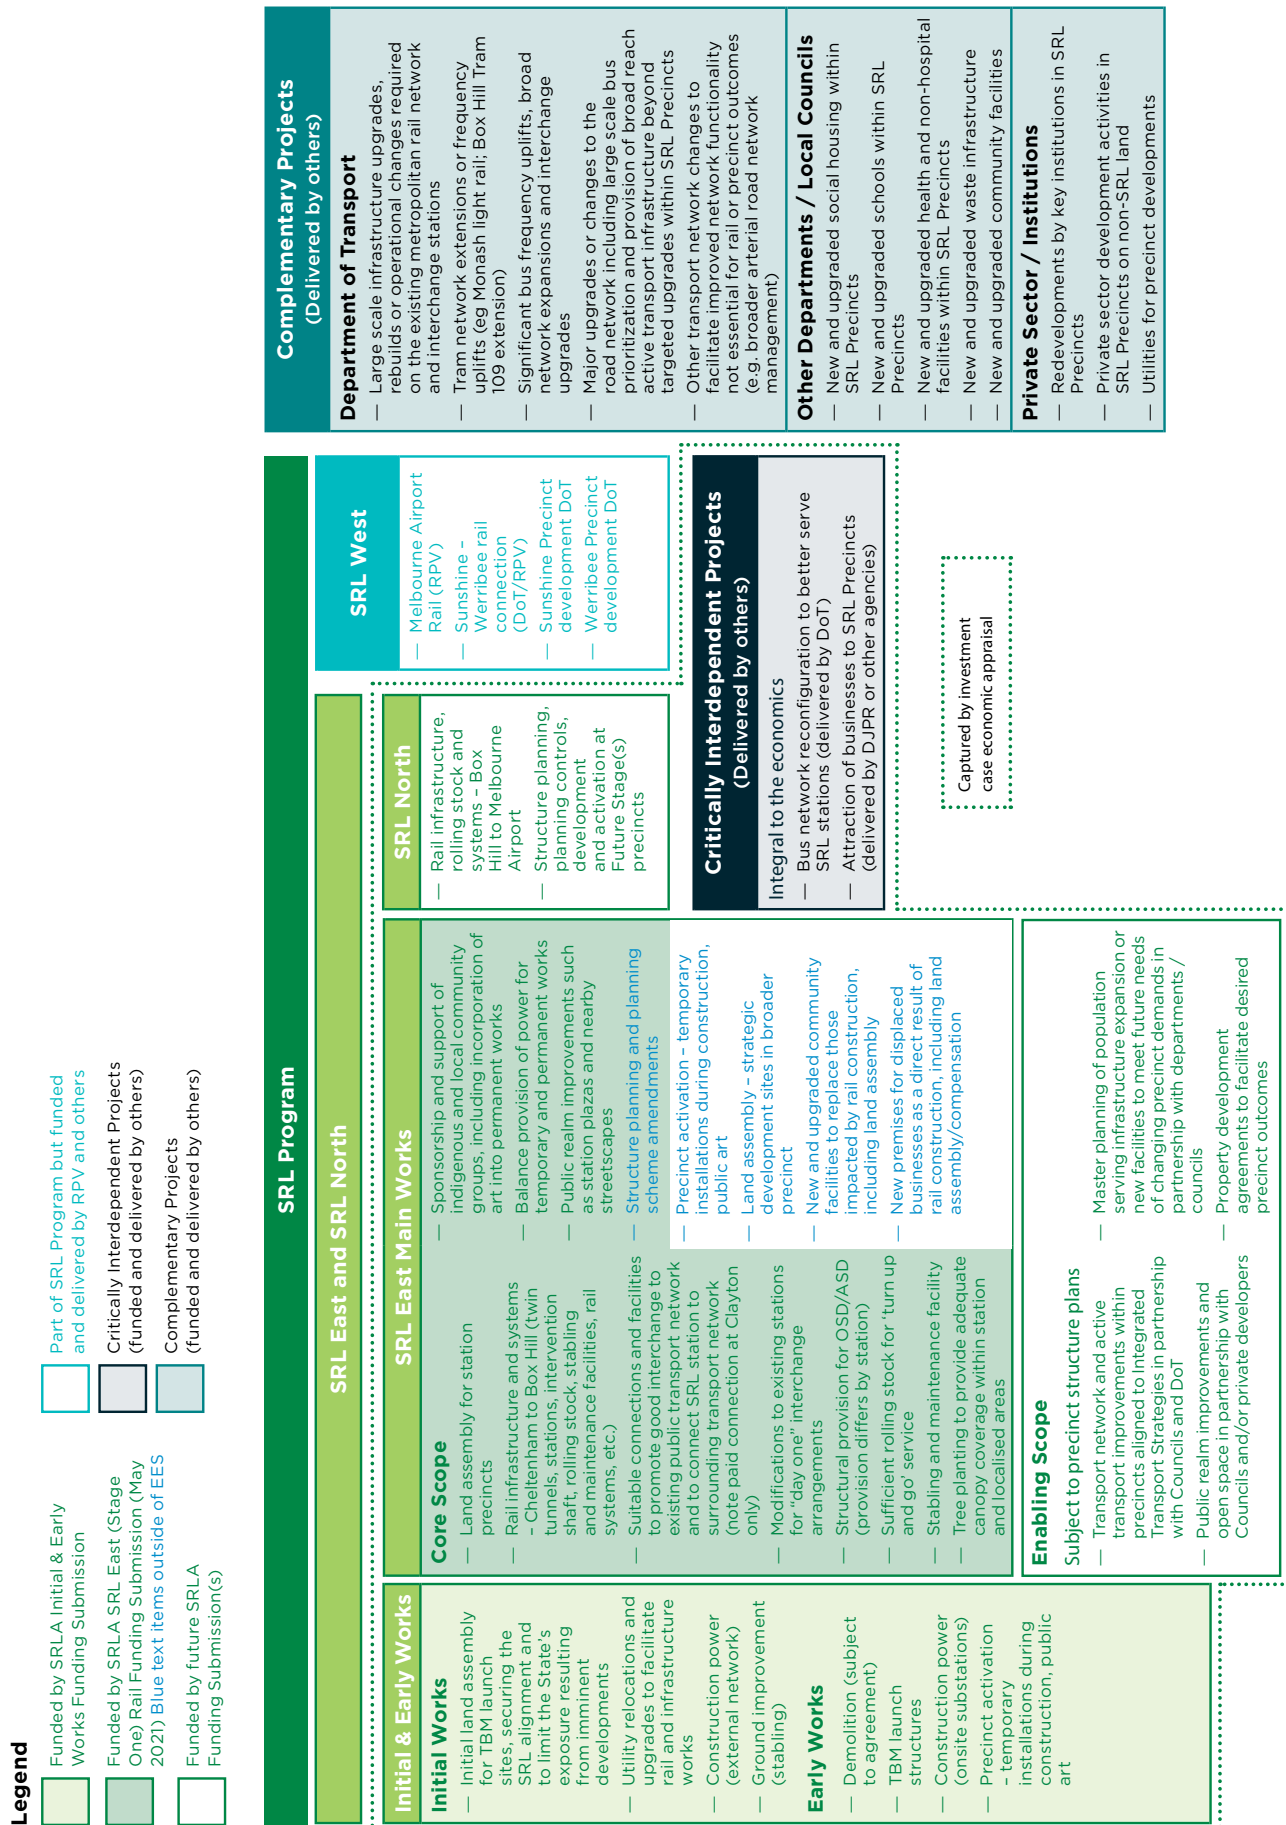 Legend
Funded by SRLA Initial & Early
Works Funding Submission
Funded by SRLA SRL East (Stage
One) Rail Funding Submission (May
2021) Blue text items outside of EES
Funded by future SRLA
Funding Submission(s)
Part of SRL Program but funded
and delivered by RPV and others
Critically Interdependent Projects
(funded and delivered by others)
Complementary Projects
(funded and delivered by others)
SRL Program
SRL East and SRL North
Initial & Early Works
Initial Works
— Initial land assembly
for TBM launch
sites, securing the
SRL alignment and
to limit the State's
exposure resulting
from imminent
developments
— Utility relocations and
upgrades to facilitate
rail and infrastructure
works
— Construction power
(external network)
— Ground improvement
(stabling)
Early Works
— Demolition (subject
to agreement)
— TBM launch
structures
— Construction power
(onsite substations)
— Precinct activation
– temporary
installations during
construction, public
art
SRL East Main Works
Core Scope
— Land assembly for station
precincts
— Rail infrastructure and systems
– Cheltenham to Box Hill (twin
tunnels, stations, intervention
shaft, rolling stock, stabling
and maintenance facilities, rail
systems, etc.)
— Suitable connections and facilities
to promote good interchange to
existing public transport network
and to connect SRL station to
surrounding transport network
(note paid connection at Clayton
only)
— Modifications to existing stations
for "day one" interchange
arrangements
— Structural provision for OSD/ASD
(provision differs by station)
— Sufficient rolling stock for 'turn up
and go' service
— Stabling and maintenance facility
— Tree planting to provide adequate
canopy coverage within station
and localised areas
— Sponsorship and support of
indigenous and local community
groups, including incorporation of
art into permanent works
— Balance provision of power for
temporary and permanent works
— Public realm improvements such
as station plazas and nearby
streetscapes
— Structure planning and planning
scheme amendments
— Precinct activation – temporary
installations during construction,
public art
— Land assembly – strategic
development sites in broader
precinct
— New and upgraded community
facilities to replace those
impacted by rail construction,
including land assembly
— New premises for displaced
businesses as a direct result of
rail construction, including land
assembly/compensation
Enabling Scope
Subject to precinct structure plans
— Transport network and active
transport improvements within
precincts aligned to Integrated
Transport Strategies in partnership
with Councils and DoT
— Public realm improvements and
open space in partnership with
Councils and/or private developers
— Master planning of population
serving infrastructure expansion or
new facilities to meet future needs
of changing precinct demands in
partnership with departments /
councils
— Property development
agreements to facilitate desired
precinct outcomes
SRL North
— Rail infrastructure,
rolling stock and
systems – Box
Hill to Melbourne
Airport
— Structure planning,
planning controls,
development
and activation at
Future Stage(s)
precincts
SRL West
— Melbourne Airport
Rail (RPV)
— Sunshine –
Werribee rail
connection
(DoT/RPV)
— Sunshine Precinct
development DoT
— Werribee Precinct
development DoT
Critically Interdependent Projects
(Delivered by others)
Integral to the economics
— Bus network reconfiguration to better serve
SRL stations (delivered by DoT)
— Attraction of businesses to SRL Precincts
(delivered by DJPR or other agencies)
Captured by investment
case economic appraisal
Complementary Projects
(Delivered by others)
Department of Transport
— Large scale infrastructure upgrades,
rebuilds or operational changes required
on the existing metropolitan rail network
and interchange stations
— Tram network extensions or frequency
uplifts (eg Monash light rail; Box Hill Tram
109 extension)
— Significant bus frequency uplifts, broad
network expansions and interchange
upgrades
— Major upgrades or changes to the
road network including large scale bus
prioritization and provision of broad reach
active transport infrastructure beyond
targeted upgrades within SRL Precincts
— Other transport network changes to
facilitate improved network functionality
not essential for rail or precinct outcomes
(e.g. broader arterial road network
management)
Other Departments / Local Councils
— New and upgraded social housing within
SRL Precincts
— New and upgraded schools within SRL
Precincts
— New and upgraded health and non-hospital
facilities within SRL Precincts
— New and upgraded waste infrastructure
— New and upgraded community facilities
Private Sector / Institutions
— Redevelopments by key institutions in SRL
Precincts
— Private sector development activities in
SRL Precincts on non-SRL land
— Utilities for precinct developments